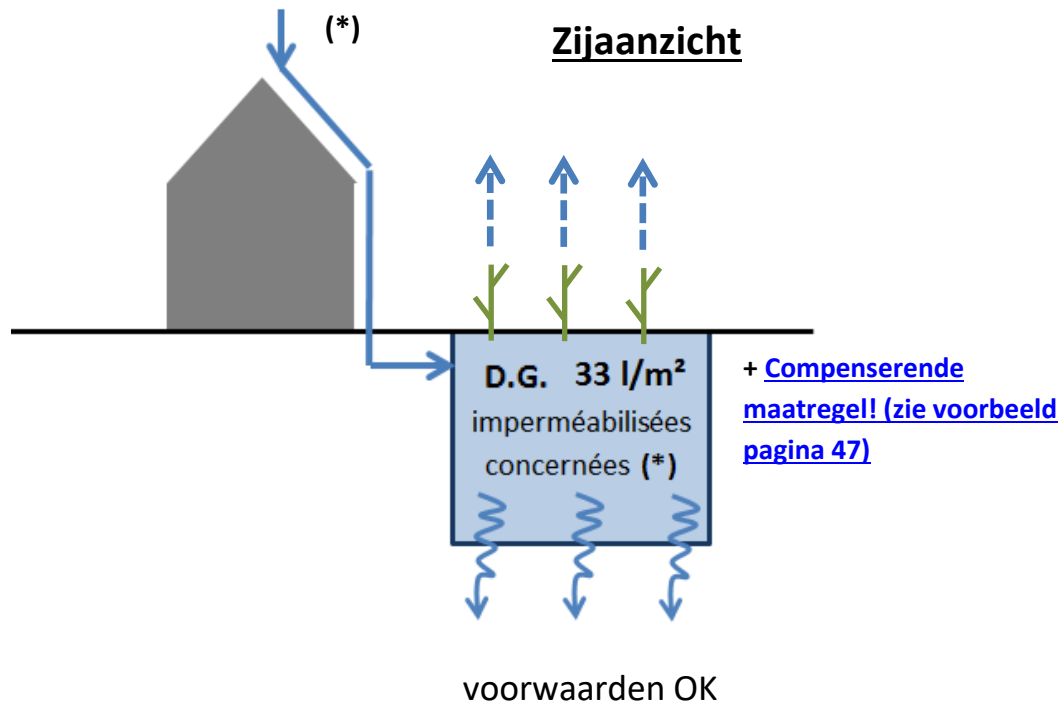 (*)
Zijaanzicht
D.G. 33 l/m²
imperméabilisées
concernées (*)
+ Compenserende
maatregel! (zie voorbeeld
pagina 47)
voorwaarden OK